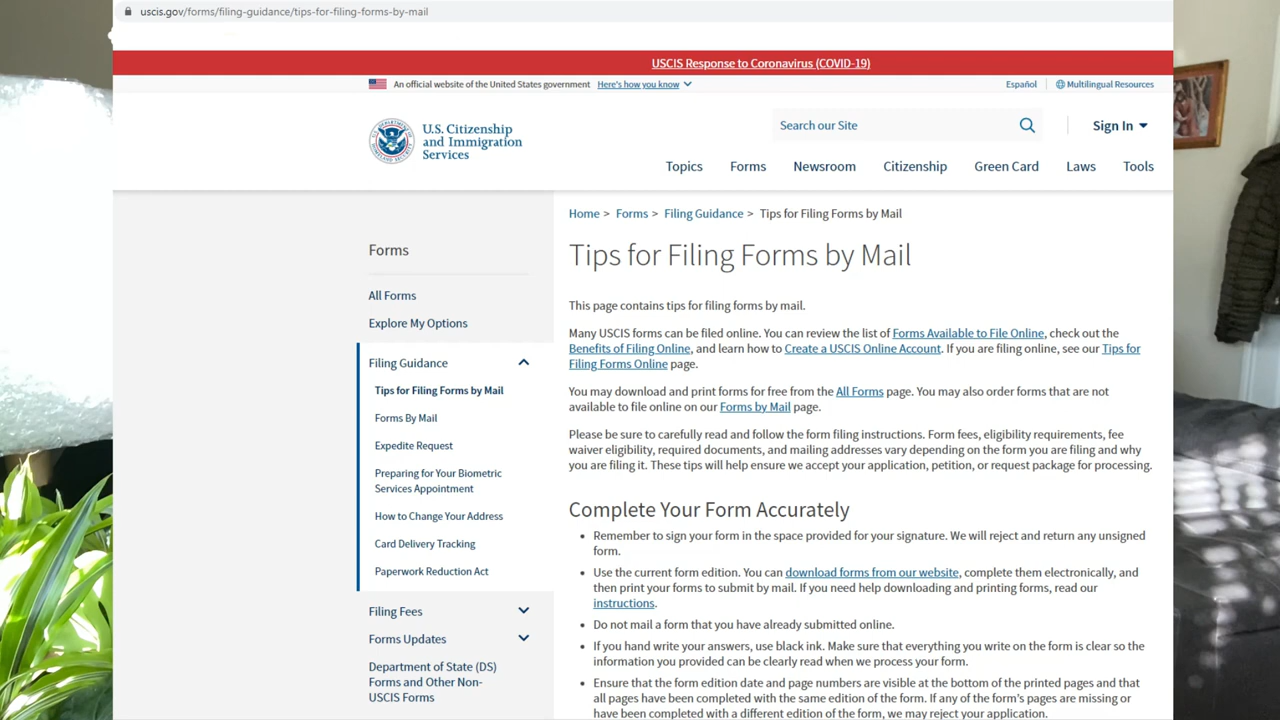 uscis.gov/forms/filing-guidance/tips-for-filing-forms-by-mail
USCIS Response to Coronavirus (COVID-19)
An official website of the United States government Here's how you know
Español Multilingual Resources
U.S. Citizenship
and Immigration
Services
Search our Site
Sign In
Topics Forms Newsroom Citizenship Green Card Laws Tools
Home > Forms > Filing Guidance > Tips for Filing Forms by Mail
Forms
All Forms
Explore My Options
Filing Guidance
Tips for Filing Forms by Mail
Forms By Mail
Expedite Request
Preparing for Your Biometric
Services Appointment
How to Change Your Address
Card Delivery Tracking
Paperwork Reduction Act
Filing Fees
Forms Updates
Department of State (DS)
Forms and Other Non-
USCIS Forms
Tips for Filing Forms by Mail
This page contains tips for filing forms by mail.
Many USCIS forms can be filed online. You can review the list of Forms Available to File Online, check out the
Benefits of Filing Online, and learn how to Create a USCIS Online Account. If you are filing online, see our Tips for
Filing Forms Online page.
You may download and print forms for free from the All Forms page. You may also order forms that are not
available to file online on our Forms by Mail page.
Please be sure to carefully read and follow the form filing instructions. Form fees, eligibility requirements, fee
waiver eligibility, required documents, and mailing addresses vary depending on the form you are filing and why
you are filing it. These tips will help ensure we accept your application, petition, or request package for processing.
Complete Your Form Accurately
• Remember to sign your form in the space provided for your signature. We will reject and return any unsigned
form.
• Use the current form edition. You can download forms from our website, complete them electronically, and
then print your forms to submit by mail. If you need help downloading and printing forms, read our
instructions.
• Do not mail a form that you have already submitted online.
• If you hand write your answers, use black ink. Make sure that everything you write on the form is clear so the
information you provided can be clearly read when we process your form.
• Ensure that the form edition date and page numbers are visible at the bottom of the printed pages and that
all pages have been completed with the same edition of the form. If any of the form's pages are missing or
have been completed with a different edition of the form, we may reject your application.